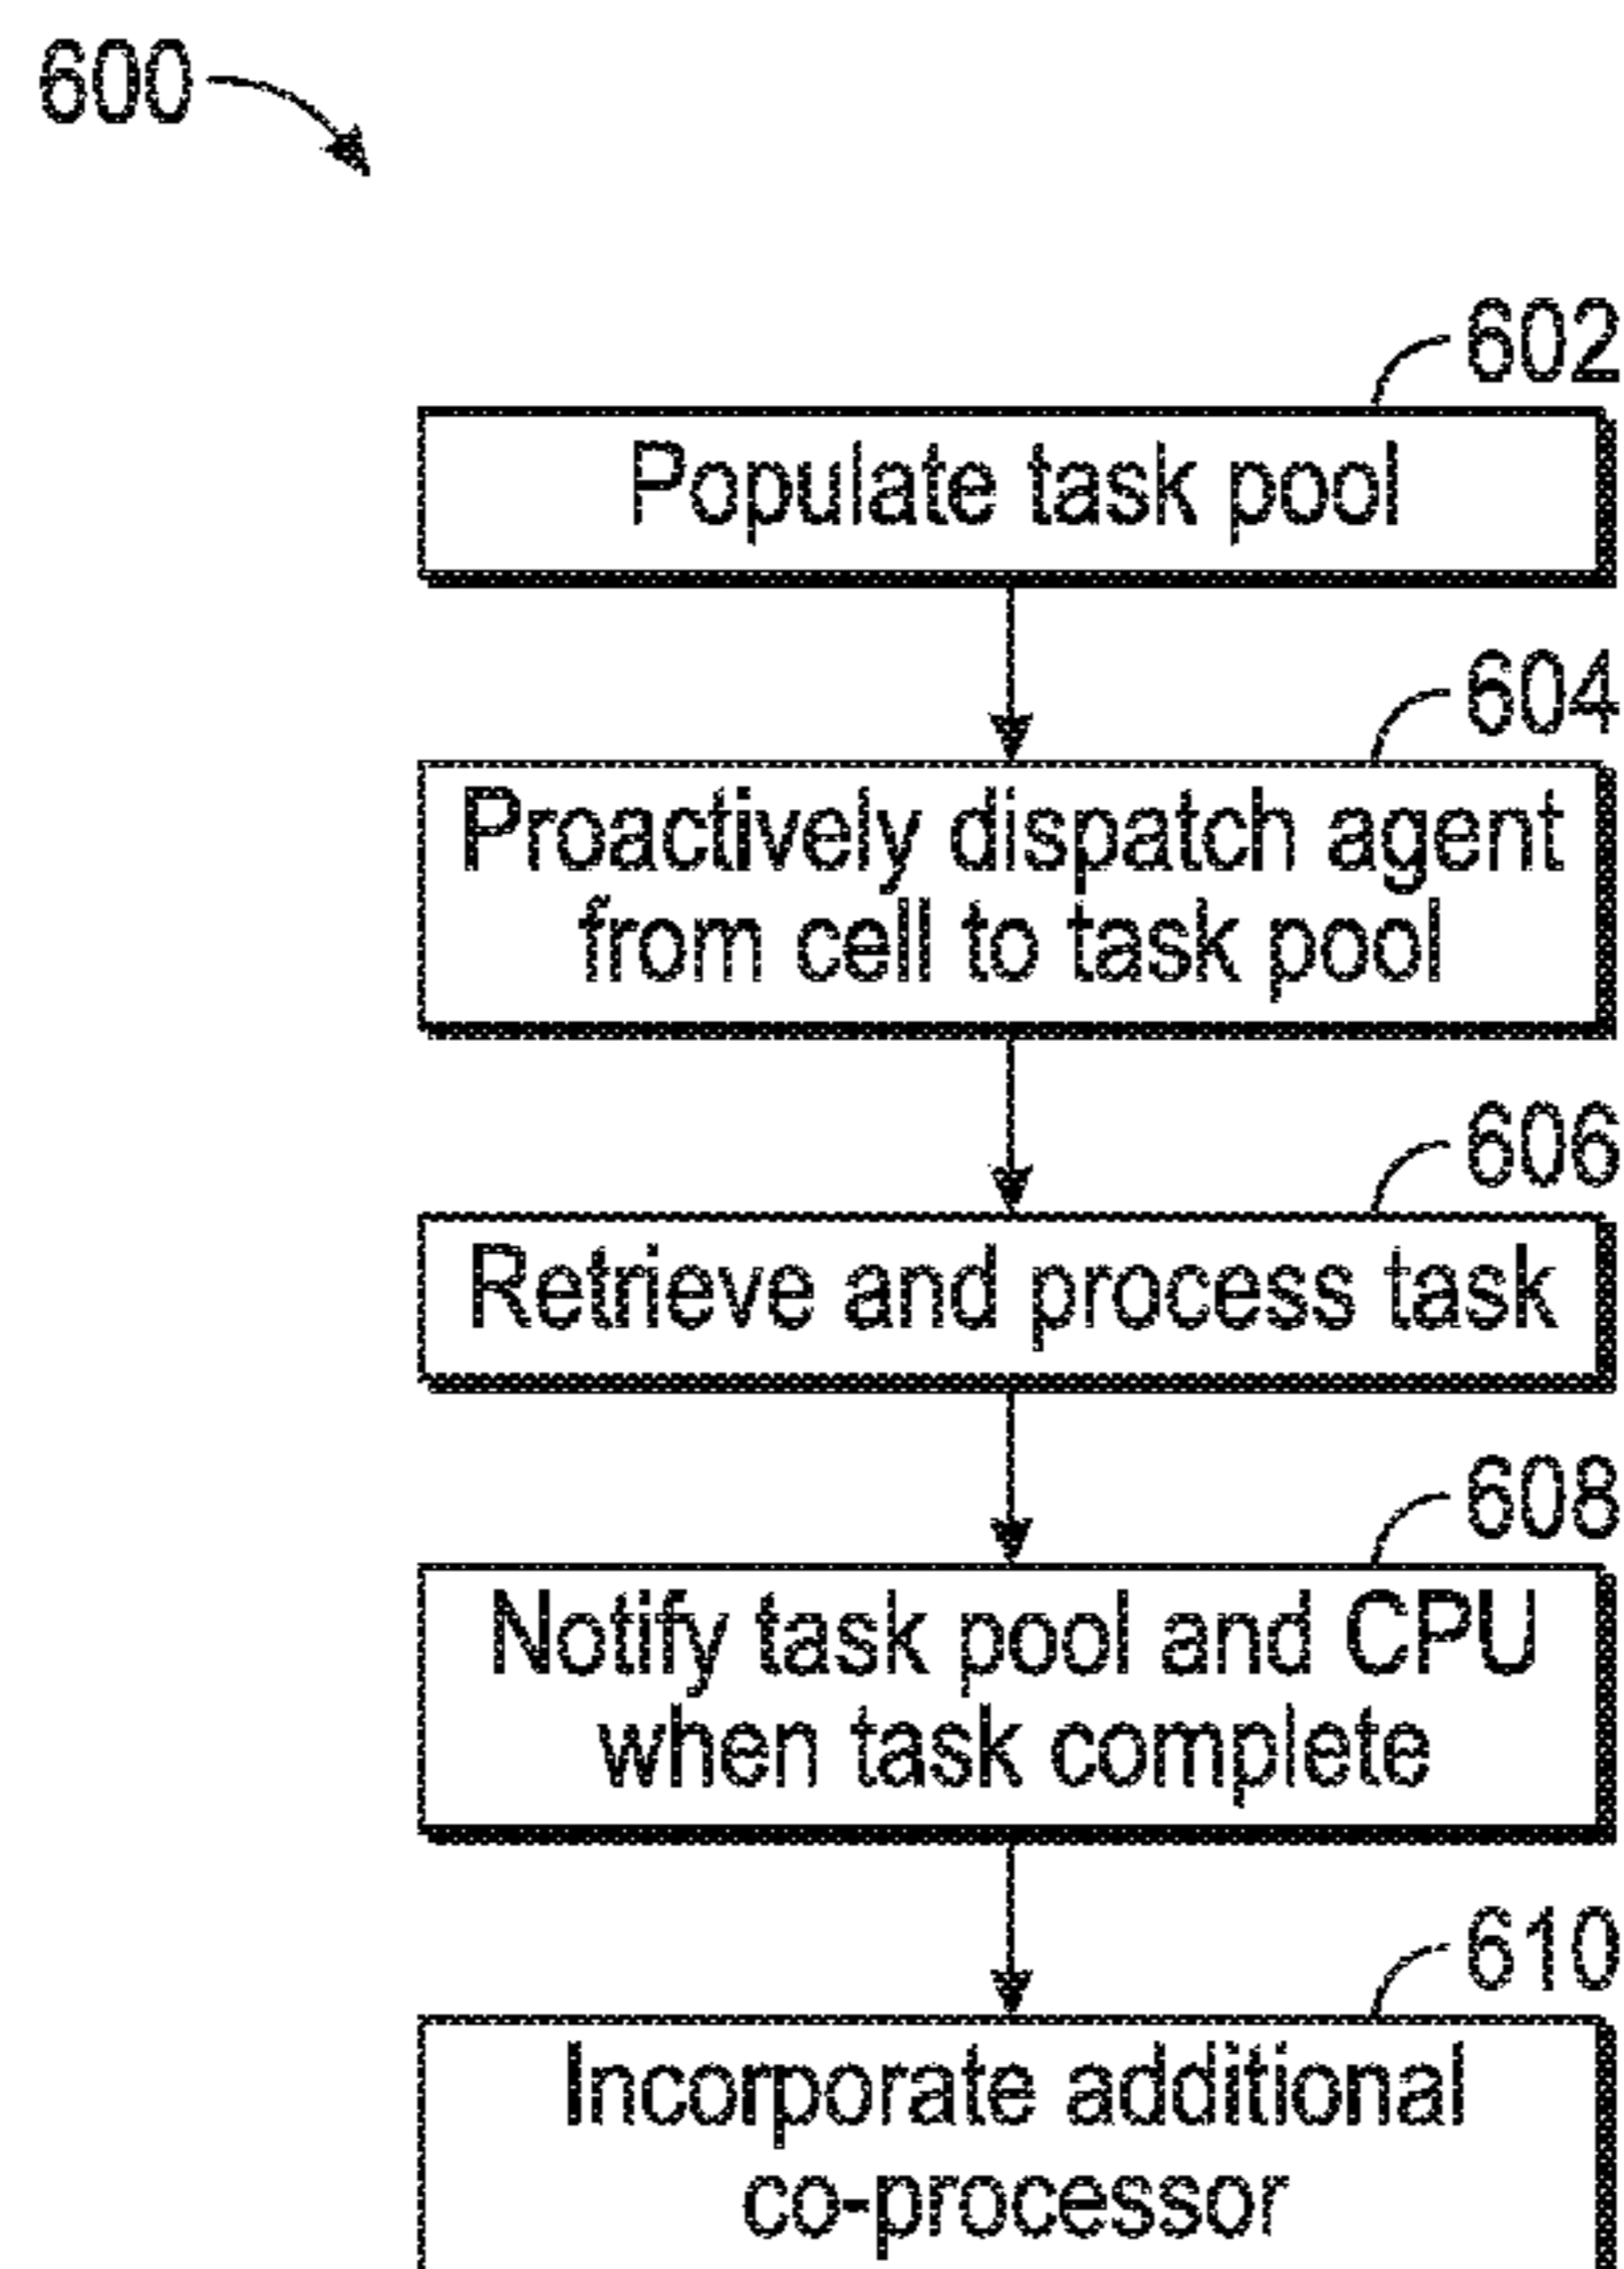 600
602
Populate task pool
604
Proactively dispatch agent
from cell to task pool
606
Retrieve and process task
608
Notify task pool and CPU
when task complete
610
Incorporate additional
co-processor